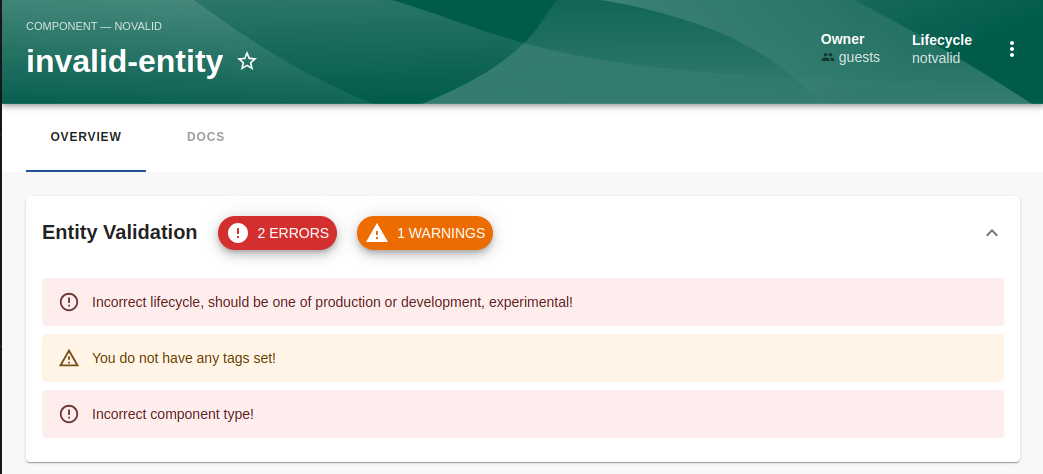 COMPONENT — NOVALID
invalid-entity
Owner
guests
Lifecycle
notvalid
OVERVIEW
DOCS
Entity Validation
2 ERRORS
1 WARNINGS
Incorrect lifecycle, should be one of production or development, experimental!
You do not have any tags set!
Incorrect component type!